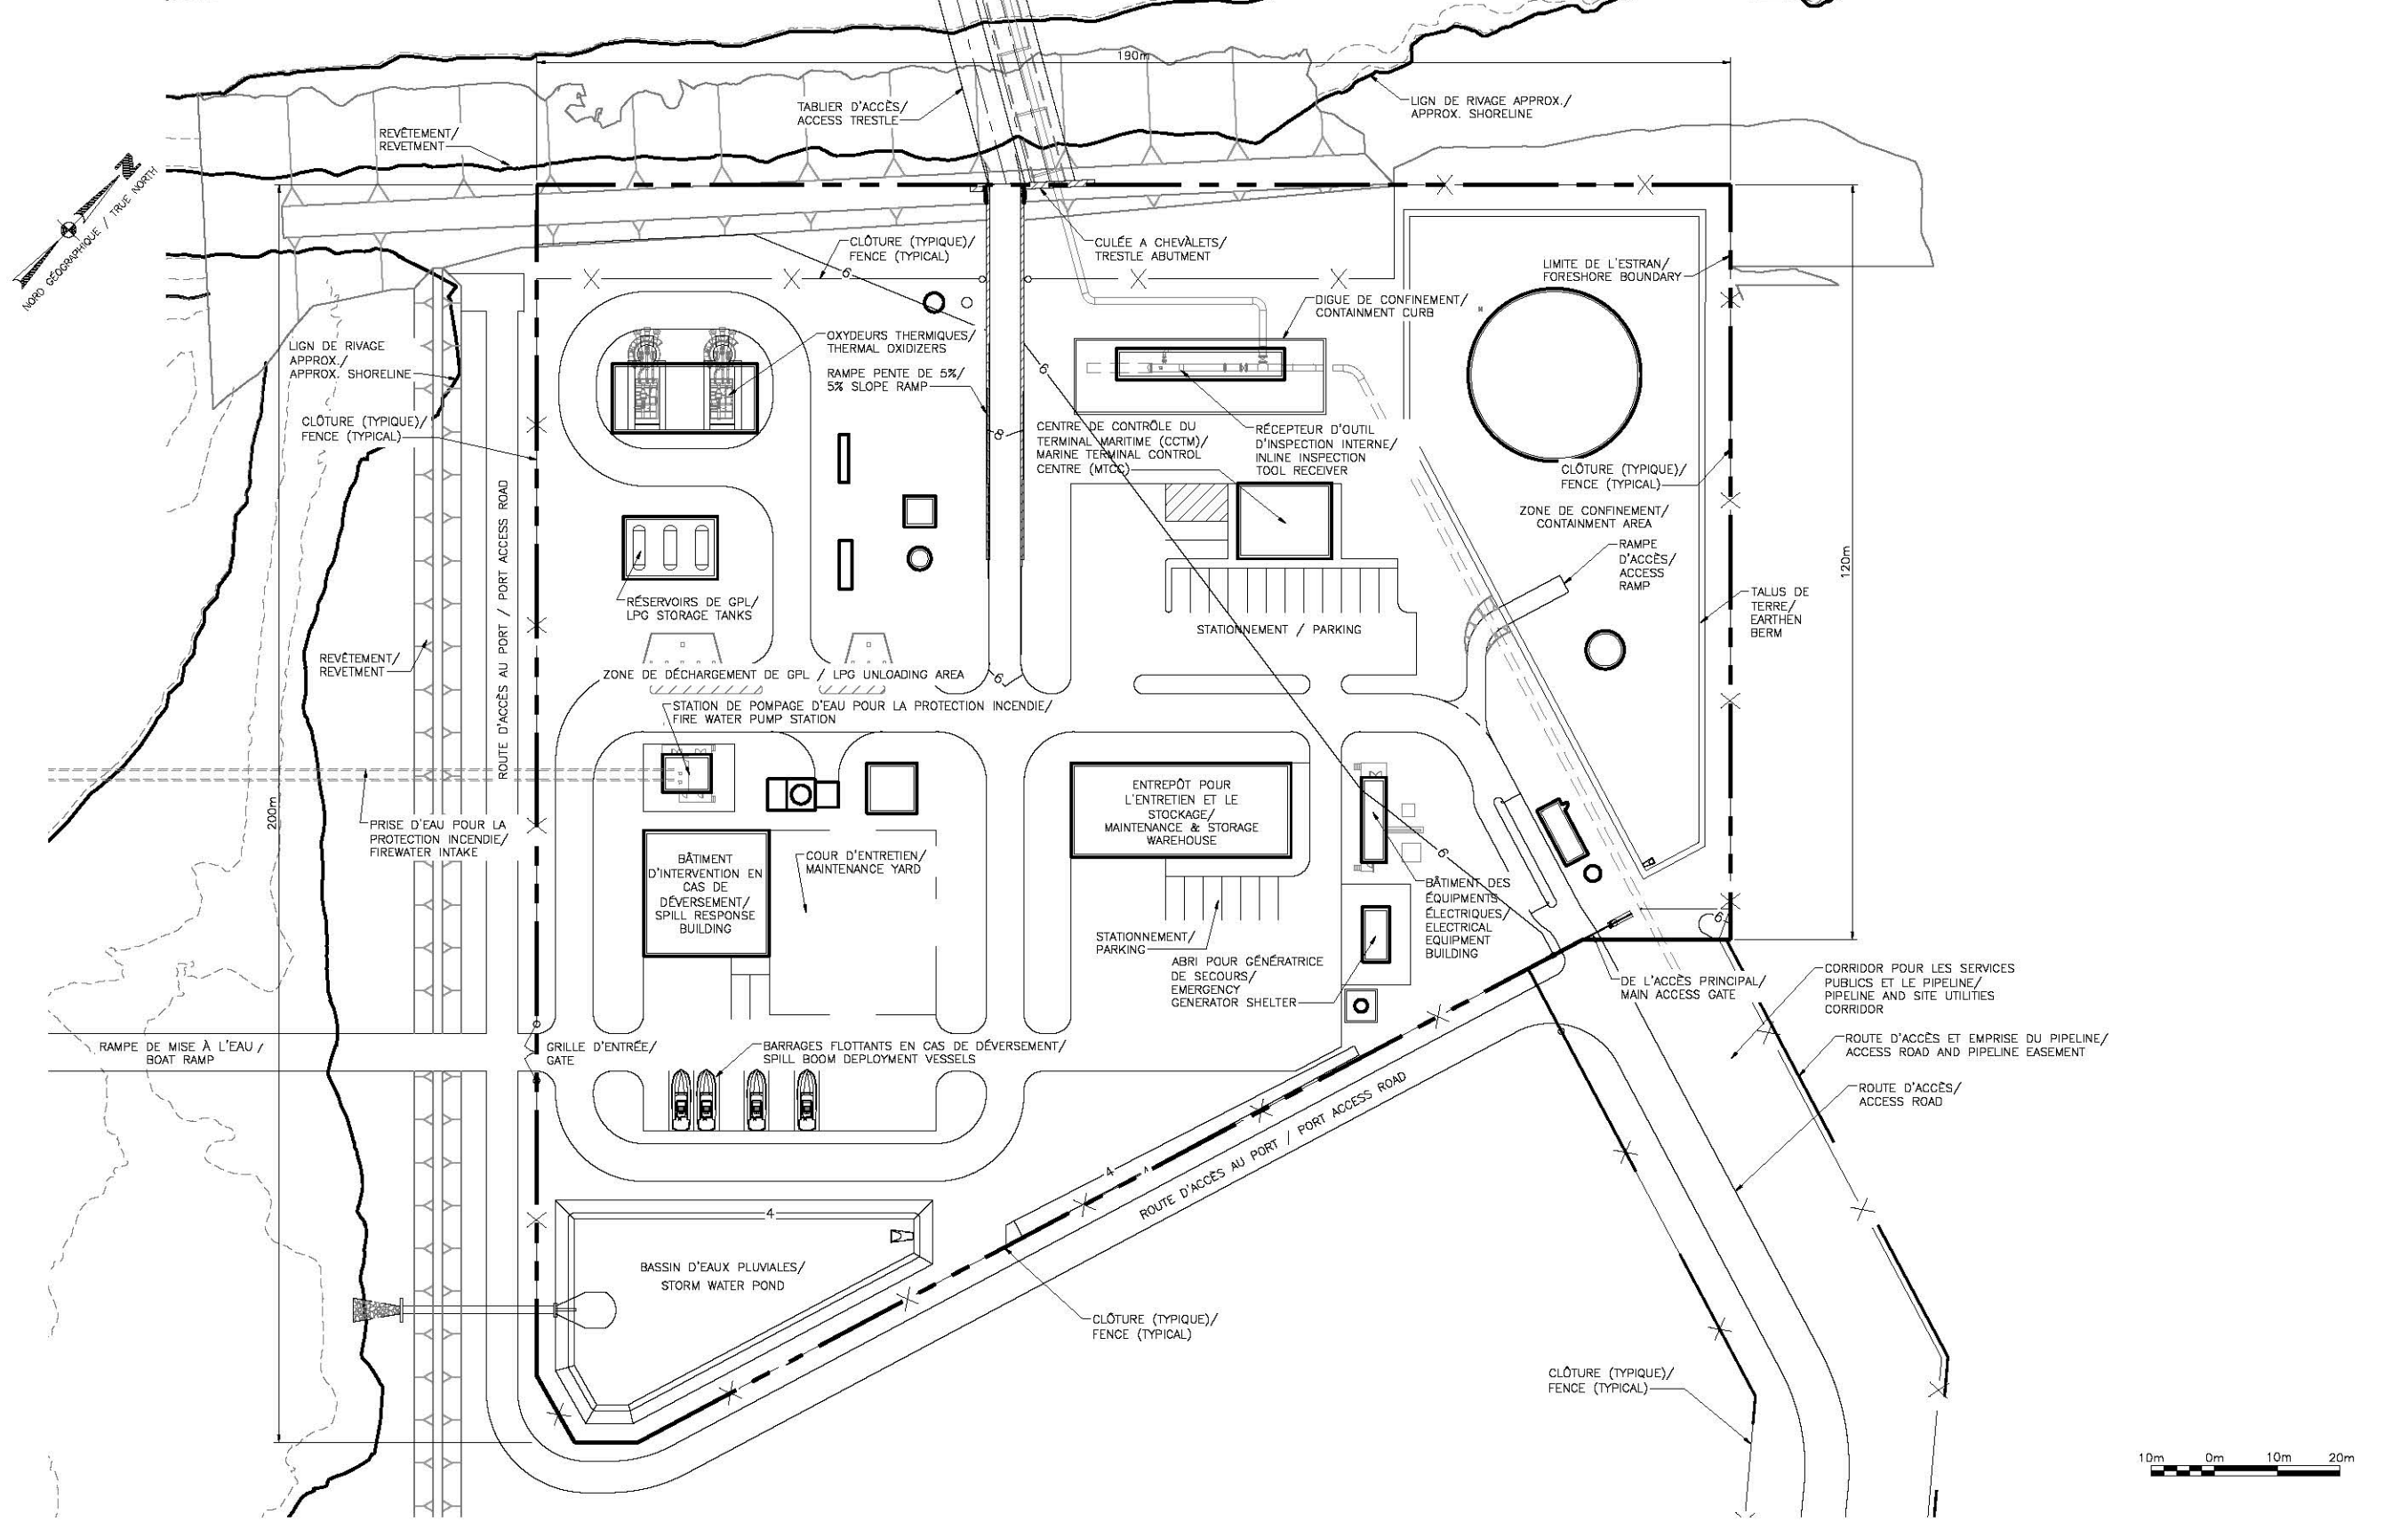 190m
TABLIER D'ACCÈS/
ACCESS TRESTLE
LIGN DE RIVAGE APPROX./
APPROX. SHORELINE
REVÊTEMENT/
REVETMENT
N
NORD GÉOGRAPHIQUE / TRUE NORTH
CLÔTURE (TYPIQUE)/
FENCE (TYPICAL)
6
CULÉE A CHEVÀLETS/
TRESTLE ABUTMENT
LIMITE DE L'ESTRAN/
FORESHORE BOUNDARY
DIGUE DE CONFINEMENT/
CONTAINMENT CURB
OXYDEURS THERMIQUES/
THERMAL OXIDIZERS
LIGN DE RIVAGE
APPROX./
APPROX. SHORELINE
RAMPE PENTE DE 5%/
5% SLOPE RAMP
6
CLÔTURE (TYPIQUE)/
FENCE (TYPICAL)
8
CENTRE DE CONTRÔLE DU
TERMINAL MARITIME (CCTM)/
MARINE TERMINAL CONTROL
CENTRE (MTCC)
RÉCEPTEUR D'OUTIL
D'INSPECTION INTERNE/
INLINE INSPECTION
TOOL RECEIVER
CLÔTURE (TYPIQUE)/
FENCE (TYPICAL)
ZONE DE CONFINEMENT/
CONTAINMENT AREA
RAMPE
D'ACCÈS/
ACCESS
RAMP
120m
TALUS DE
TERRE/
EARTHEN
BERM
ROUTE D'ACCÈS AU PORT / PORT ACCESS ROAD
RÉSERVOIRS DE GPL/
LPG STORAGE TANKS
STATIONNEMENT / PARKING
REVÊTEMENT/
REVETMENT
ZONE DE DÉCHARGEMENT DE GPL / LPG UNLOADING AREA
6
STATION DE POMPAGE D'EAU POUR LA PROTECTION INCENDIE/
FIRE WATER PUMP STATION
200m
PRISE D'EAU POUR LA
PROTECTION INCENDIE/
FIREWATER INTAKE
ENTREPÔT POUR
L'ENTRETIEN ET LE
STOCKAGE/
MAINTENANCE & STORAGE
WAREHOUSE
6
BÂTIMENT
D'INTERVENTION EN
CAS DE
DÉVERSEMENT/
SPILL RESPONSE
BUILDING
COUR D'ENTRETIEN/
MAINTENANCE YARD
BÂTIMENT DES
ÉQUIPEMENTS
ÉLECTRIQUES/
ELECTRICAL
EQUIPMENT
BUILDING
6
STATIONNEMENT/
PARKING
ABRI POUR GÉNÉRATRICE
DE SECOURS/
EMERGENCY
GENERATOR SHELTER
DE L'ACCÈS PRINCIPAL/
MAIN ACCESS GATE
CORRIDOR POUR LES SERVICES
PUBLICS ET LE PIPELINE/
PIPELINE AND SITE UTILITIES
CORRIDOR
RAMPE DE MISE À L'EAU /
BOAT RAMP
GRILLE D'ENTRÉE/
GATE
BARRAGES FLOTTANTS EN CAS DE DÉVERSEMENT/
SPILL BOOM DEPLOYMENT VESSELS
ROUTE D'ACCÈS ET EMPRISE DU PIPELINE/
ACCESS ROAD AND PIPELINE EASEMENT
ROUTE D'ACCÈS/
ACCESS ROAD
4
ROUTE D'ACCÈS AU PORT / PORT ACCESS ROAD
4
BASSIN D'EAUX PLUVIALES/
STORM WATER POND
CLÔTURE (TYPIQUE)/
FENCE (TYPICAL)
CLÔTURE (TYPIQUE)/
FENCE (TYPICAL)
10m 0m 10m 20m